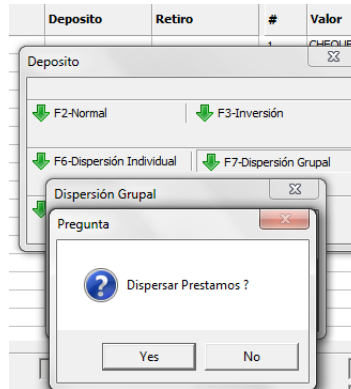 Deposito Retiro # Valor
1 CHEQUE
Deposito
F2-Normal F3-Inversión
F6-Dispersión Individual F7-Dispersión Grupal
Dispersión Grupal
Pregunta
Dispersar Prestamos ?
Yes No